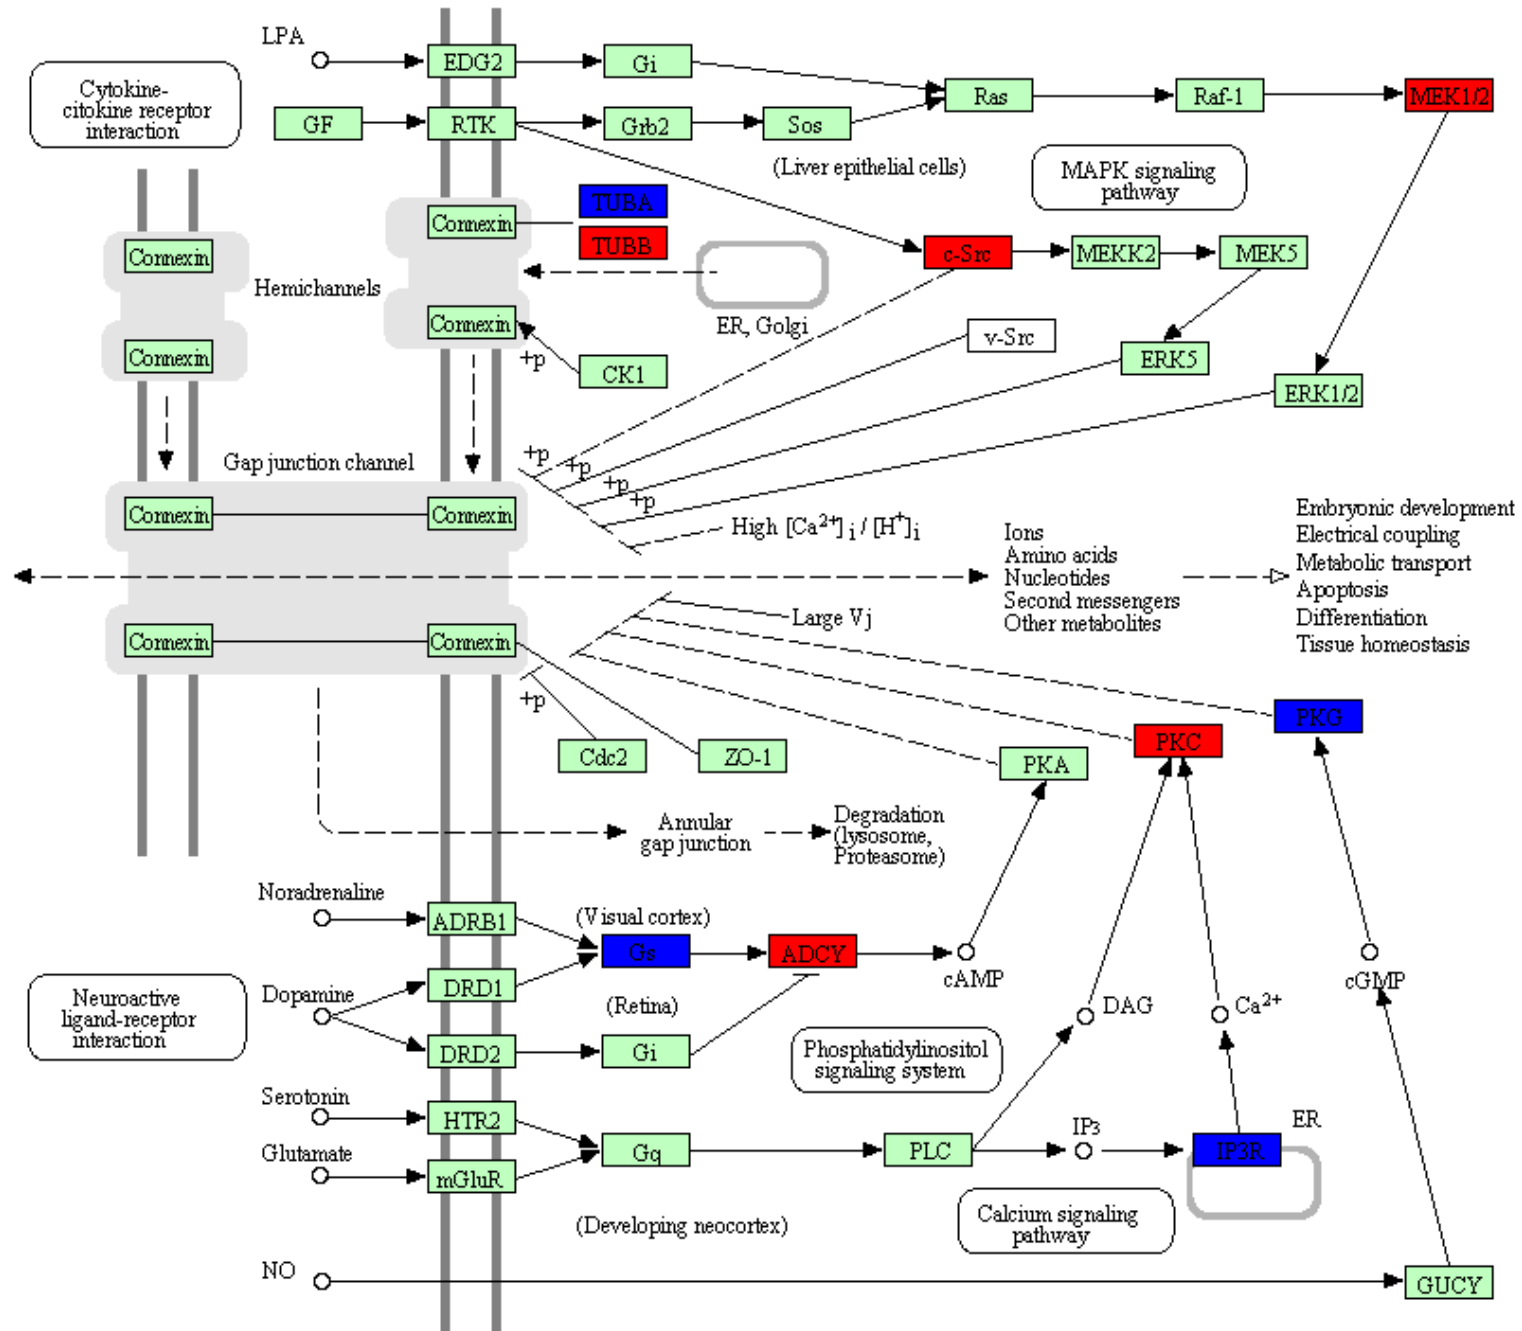 LPA
EDG2
Gi
Cytokine-
citokine receptor
interaction
GF
RTK
Grb2
Sos
Ras
Raf-1
MEK1/2
(Liver epithelial cells)
MAPK signaling
pathway
TUBA
Connexin
TUBB
c-Src
MEKK2
MEK5
Connexin
Hemichannels
Connexin
ER, Golgi
v-Src
Connexin
+p
CK1
ERK5
ERK1/2
Gap junction channel
+p
+p
+p
+p
Connexin
Connexin
High [Ca2+]i / [H+]i
Ions
Amino acids
Nucleotides
Second messengers
Other metabolites
Embryonic development
Electrical coupling
Metabolic transport
Apoptosis
Differentiation
Tissue homeostasis
Large Vj
Connexin
Connexin
+p
Cdc2
ZO-1
PKA
PKC
PKG
Annular
gap junction
Degradation
(lysosome,
Proteasome)
Noradrenaline
ADRB1
(Visual cortex)
Gs
ADCY
cAMP
cGMP
Neuroactive
ligand-receptor
interaction
Dopamine
DRD1
(Retina)
DAG
Ca2+
DRD2
Gi
Phosphatidylinositol
signaling system
Serotonin
HTR2
Glutamate
mGluR
Gq
PLC
IP3
IP3R
ER
(Developing neocortex)
Calcium signaling
pathway
NO
GUCY